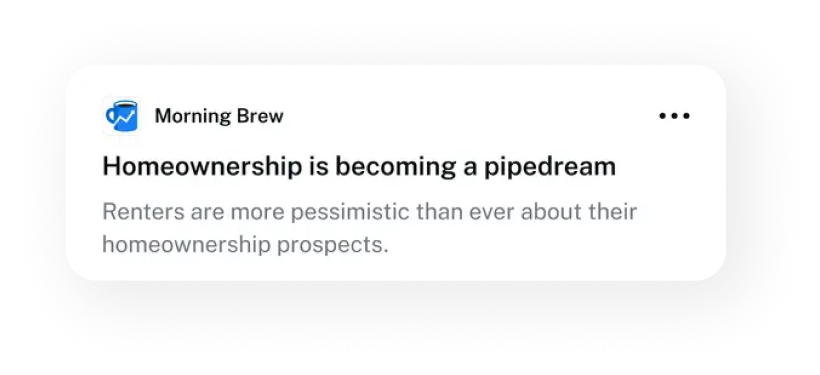 Morning Brew
Homeownership is becoming a pipedream
Renters are more pessimistic than ever about their
homeownership prospects.